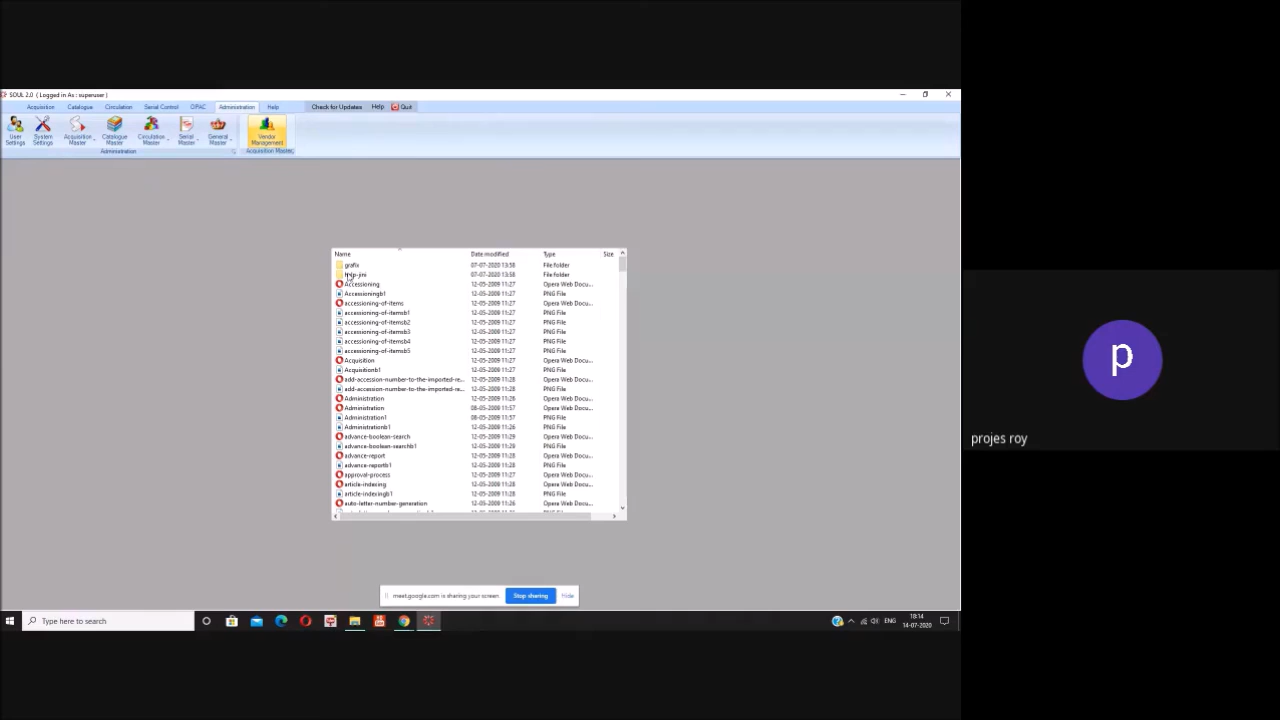 SOUL 2.0 ( Logged in As : superuser )
Acquisition Catalogue Circulation Serial Control OPAC Administration Help Check for Updates Help Quit
User Settings System Settings Acquisition Master Catalogue Master Circulation Master Serial Master General Master Vendor Management
Administration Acquisition Master
Name Date modified Type Size
grafix 07-07-2020 13:58 File folder
help-jini 07-07-2020 13:58 File folder
Accessioning 12-05-2009 11:27 Opera Web Docu...
Accessioningb1 12-05-2009 11:27 PNG File
accessioning-of-items 12-05-2009 11:27 Opera Web Docu...
accessioning-of-itemsb1 12-05-2009 11:27 PNG File
accessioning-of-itemsb2 12-05-2009 11:27 PNG File
accessioning-of-itemsb3 12-05-2009 11:27 PNG File
accessioning-of-itemsb4 12-05-2009 11:27 PNG File
accessioning-of-itemsb5 12-05-2009 11:27 PNG File
Acquisition 12-05-2009 11:27 Opera Web Docu...
Acquisitionb1 12-05-2009 11:27 PNG File
add-accession-number-to-the-imported-re... 12-05-2009 11:28 Opera Web Docu...
add-accession-number-to-the-imported-re... 12-05-2009 11:28 PNG File
Administration 12-05-2009 11:26 Opera Web Docu...
Administration 08-05-2009 11:57 Opera Web Docu...
Administration1 08-05-2009 11:57 PNG File
Administrationb1 12-05-2009 11:26 PNG File
advance-boolean-search 12-05-2009 11:29 Opera Web Docu...
advance-boolean-searchb1 12-05-2009 11:29 PNG File
advance-report 12-05-2009 11:28 Opera Web Docu...
advance-reportb1 12-05-2009 11:28 PNG File
approval-process 12-05-2009 11:27 Opera Web Docu...
article-indexing 12-05-2009 11:28 Opera Web Docu...
article-indexingb1 12-05-2009 11:28 PNG File
auto-letter-number-generation 12-05-2009 11:26 Opera Web Docu...
p
projes roy
meet.google.com is sharing your screen. Stop sharing Hide
Type here to search ENG 18:14
14-07-2020